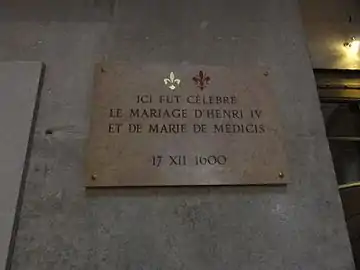 ICI FUT CÉLÉBRÉ
LE MARIAGE D'HENRI IV
ET DE MARIE DE MÉDICIS
17 XII 1600